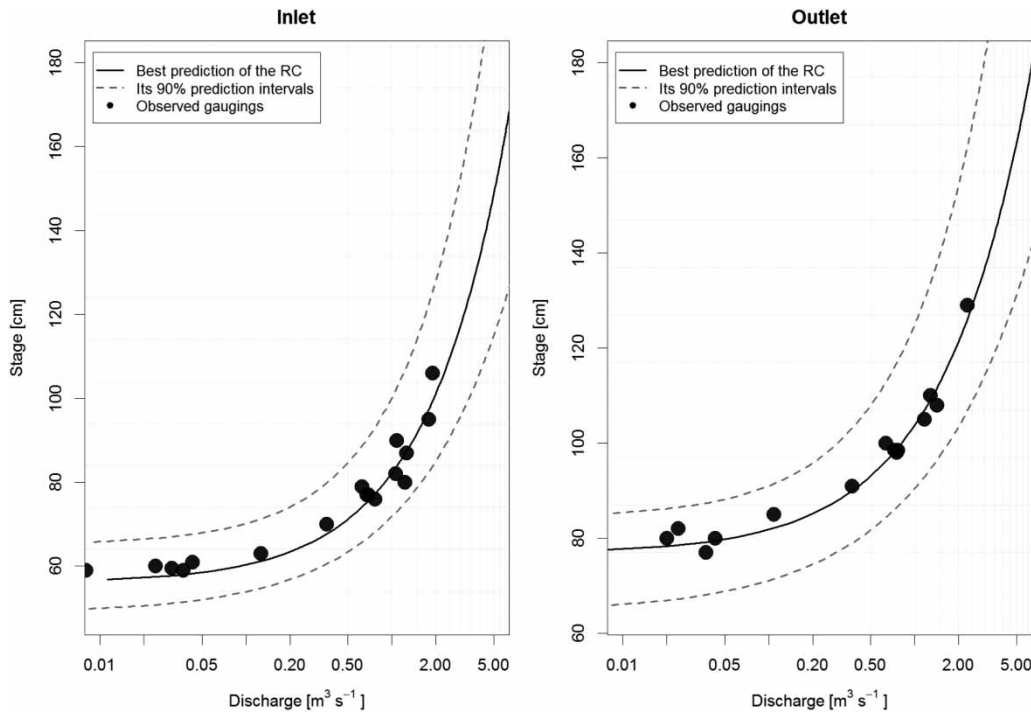 Inlet
Best prediction of the RC
Its 90% prediction intervals
Observed gaugings
Stage [cm]
180
160
140
120
100
80
60
0.01
0.05
0.20
0.50
2.00
5.00
Discharge [m³ s⁻¹]
Outlet
Best prediction of the RC
Its 90% prediction intervals
Observed gaugings
Stage [cm]
180
160
140
120
100
80
60
0.01
0.05
0.20
0.50
2.00
5.00
Discharge [m³ s⁻¹]